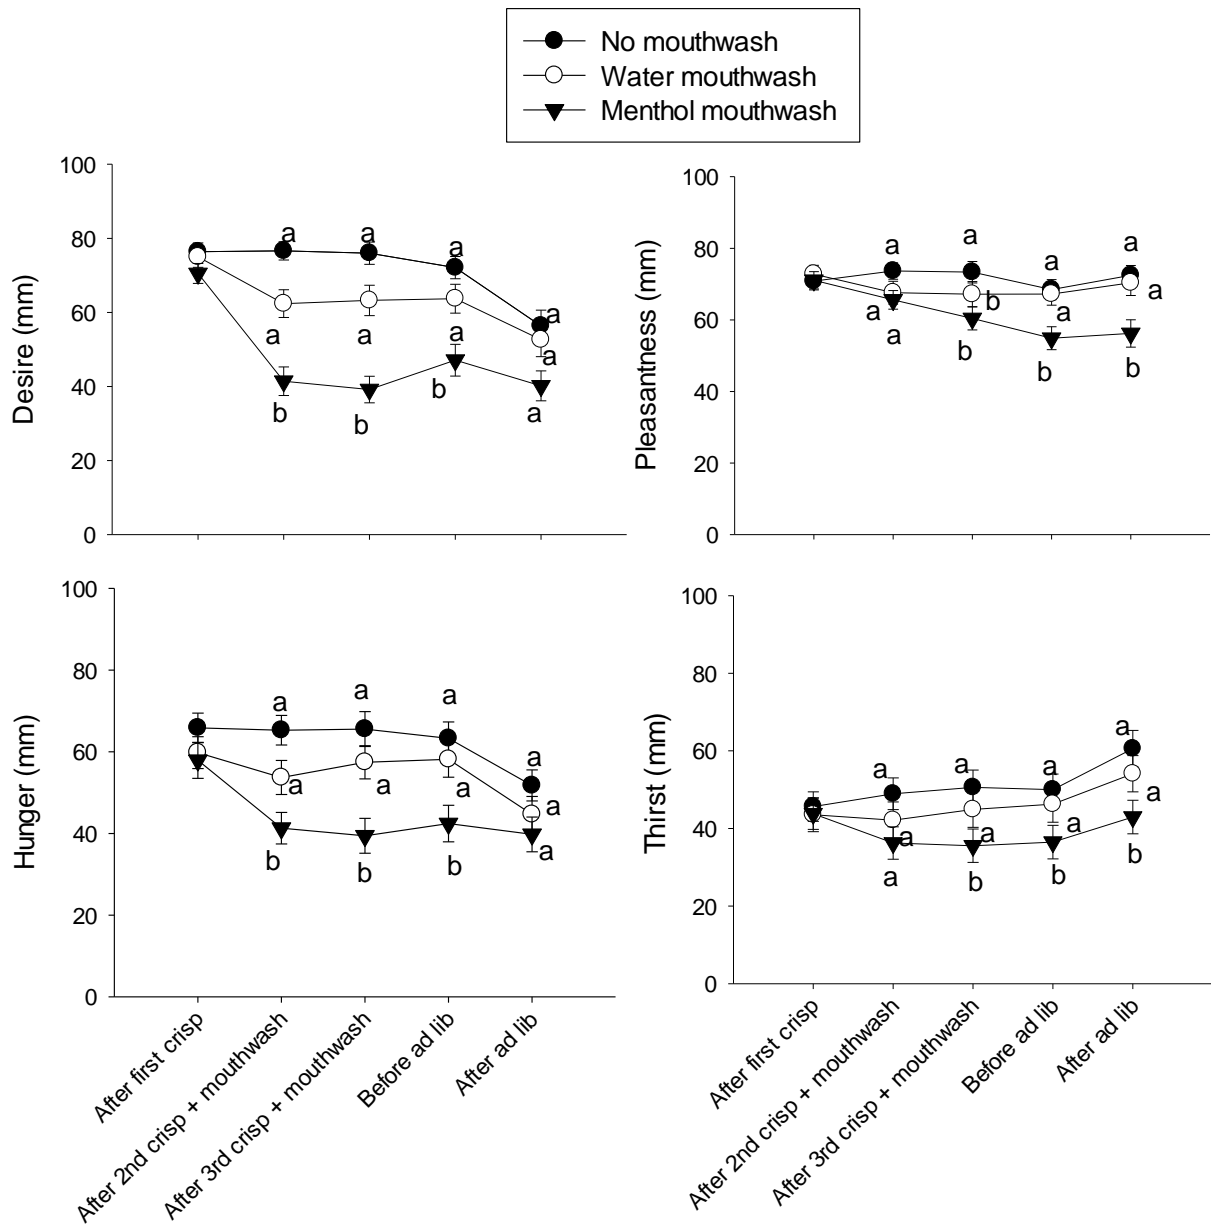 No mouthwash
Water mouthwash
Menthol mouthwash
Desire (mm)
100
80
60
40
20
0
a
a
a
a
a
a
a
a
b
b
b
a
Pleasantness (mm)
100
80
60
40
20
0
a
a
a
a
a
b
a
a
a
b
b
b
Hunger (mm)
100
80
60
40
20
0
a
a
a
a
a
a
a
a
b
b
b
a
Thirst (mm)
100
80
60
40
20
0
a
a
a
a
a
a
a
a
a
b
b
b
After first crisp
After 2nd crisp + mouthwash
After 3rd crisp + mouthwash
Before ad lib
After ad lib
After first crisp
After 2nd crisp + mouthwash
After 3rd crisp + mouthwash
Before ad lib
After ad lib